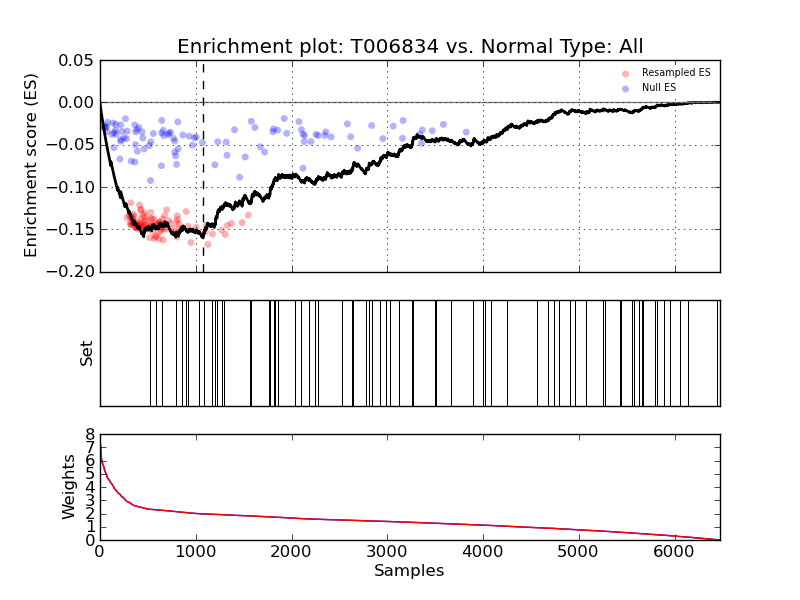 Enrichment plot: T006834 vs. Normal Type: All
Enrichment score (ES)
0.05
0.00
−0.05
−0.10
−0.15
−0.20
Resampled ES
Null ES
Set
Weights
8
7
6
5
4
3
2
1
0
0 1000 2000 3000 4000 5000 6000
Samples